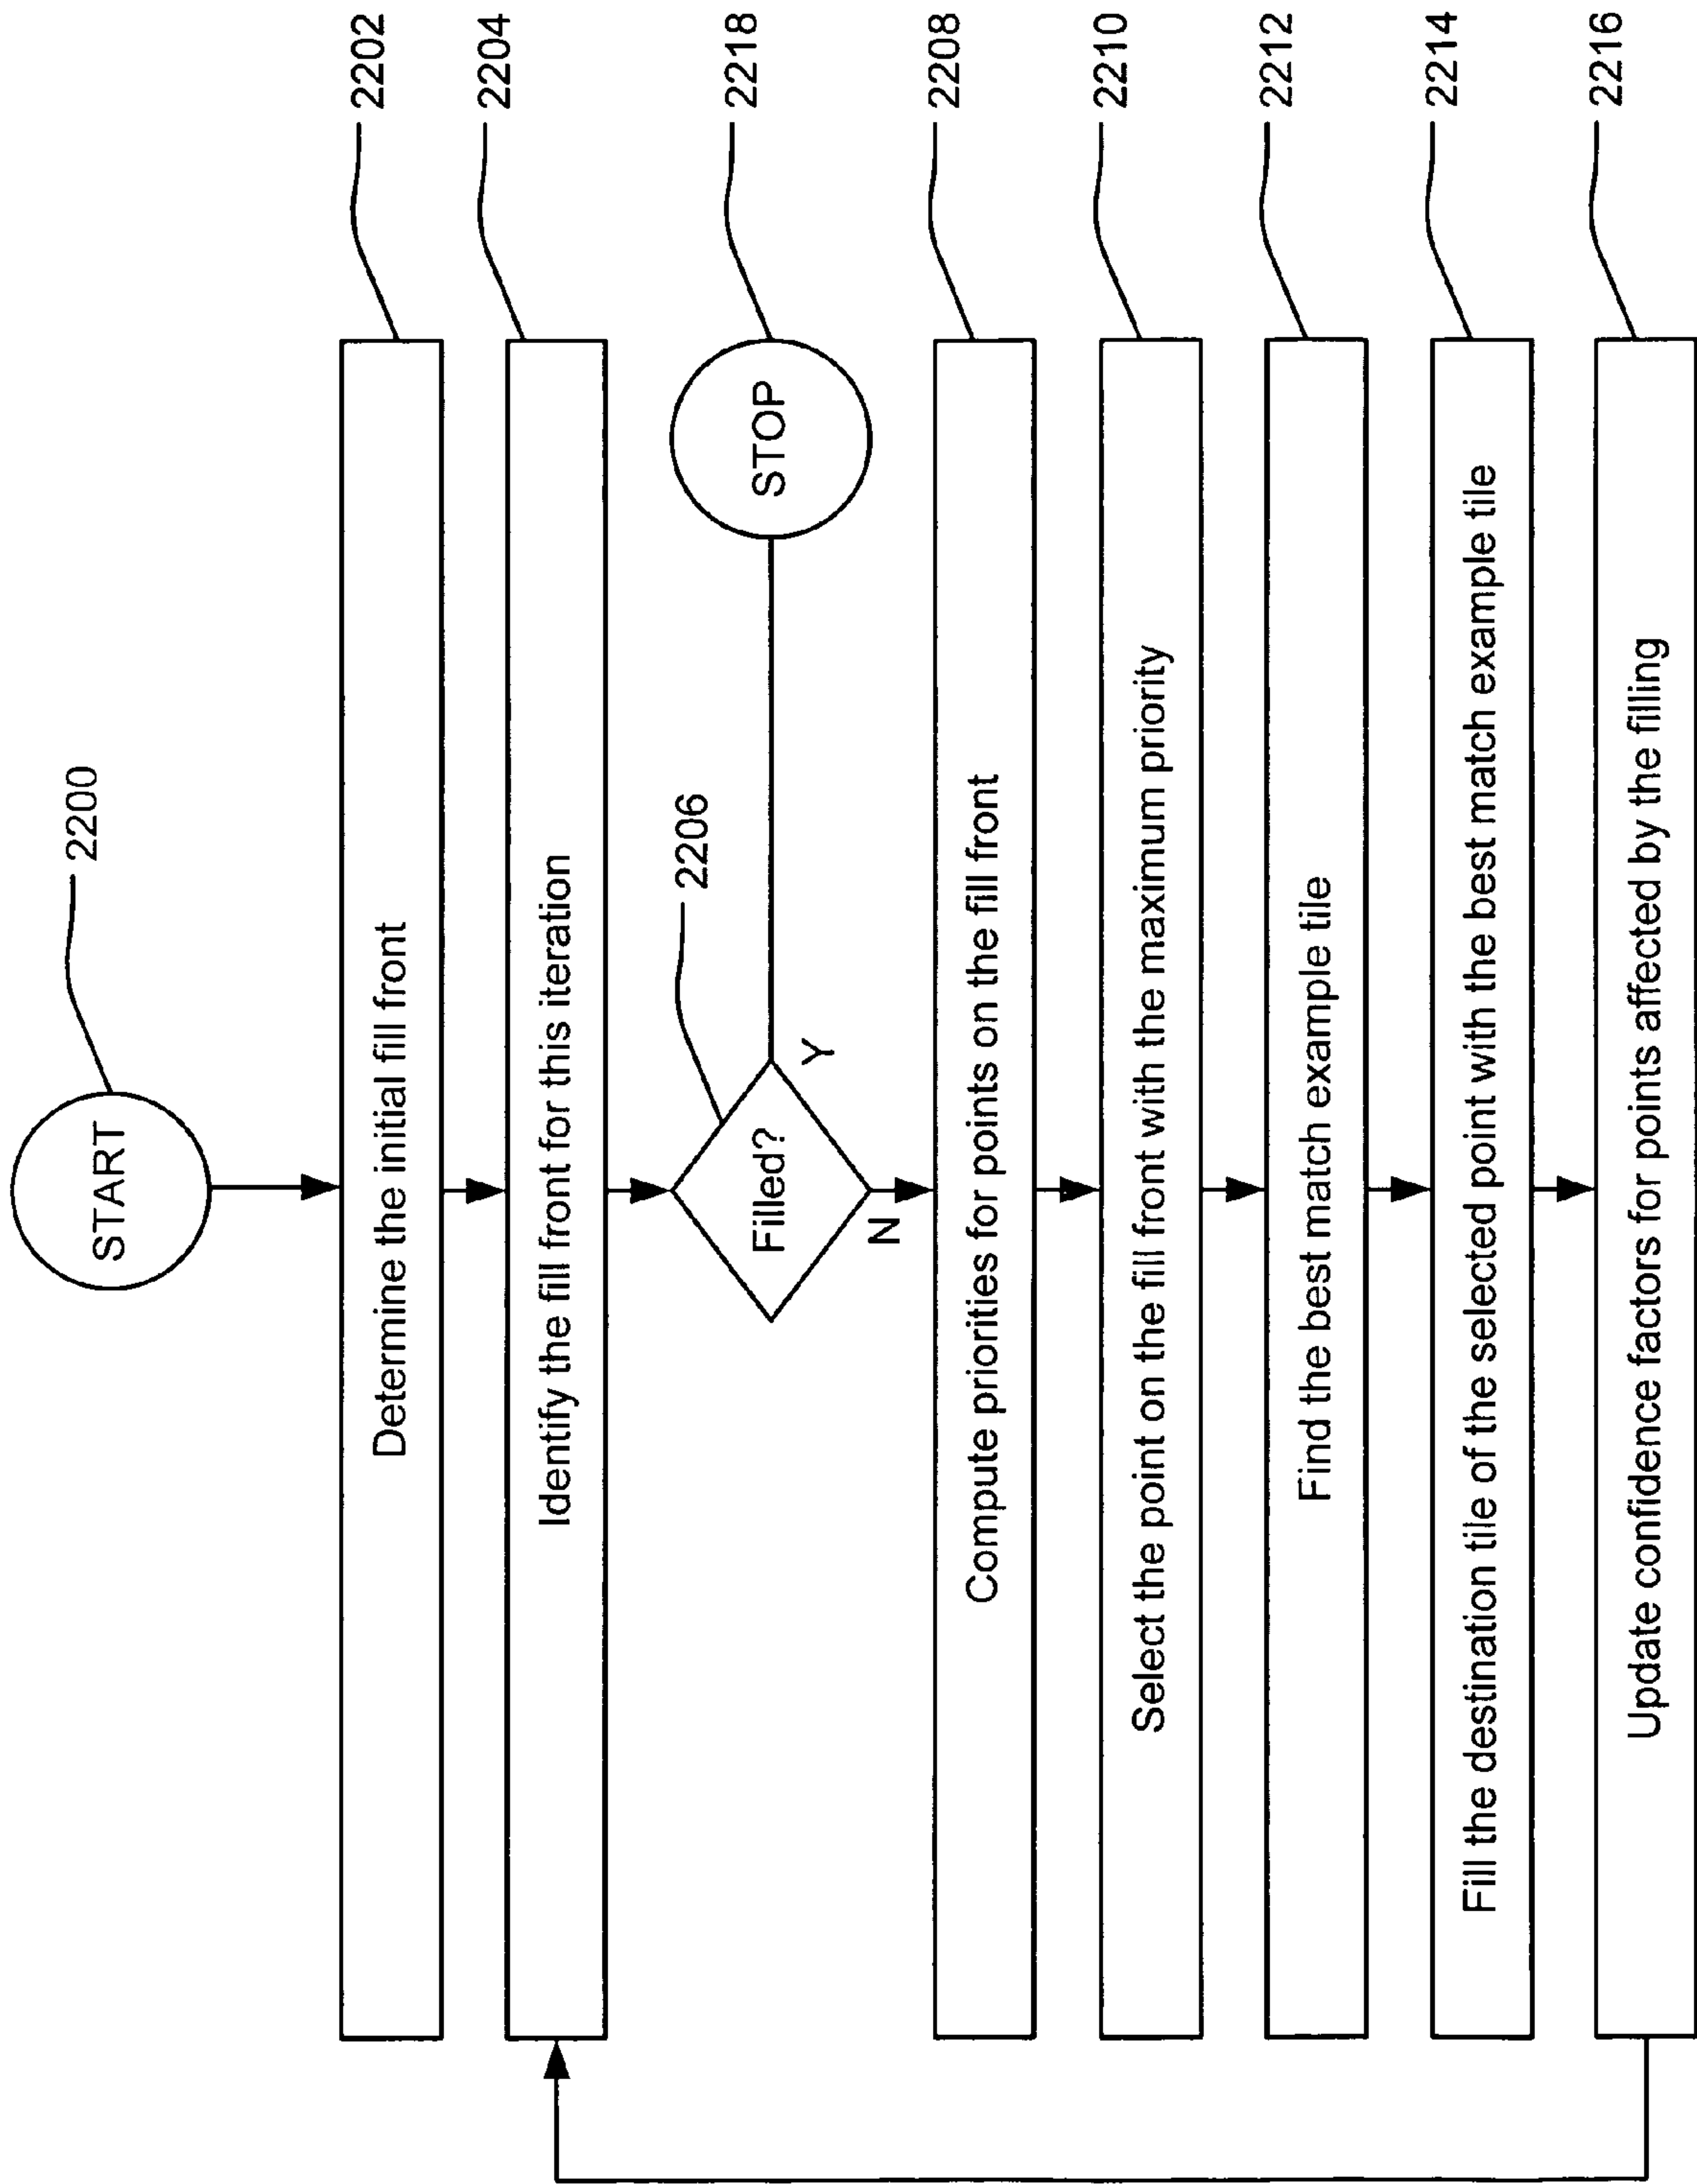 START
2200
Determine the initial fill front
2202
Identify the fill front for this iteration
2204
Filled?
2206
Y
N
STOP
2218
Compute priorities for points on the fill front
2208
Select the point on the fill front with the maximum priority
2210
Find the best match example tile
2212
Fill the destination tile of the selected point with the best match example tile
2214
Update confidence factors for points affected by the filling
2216